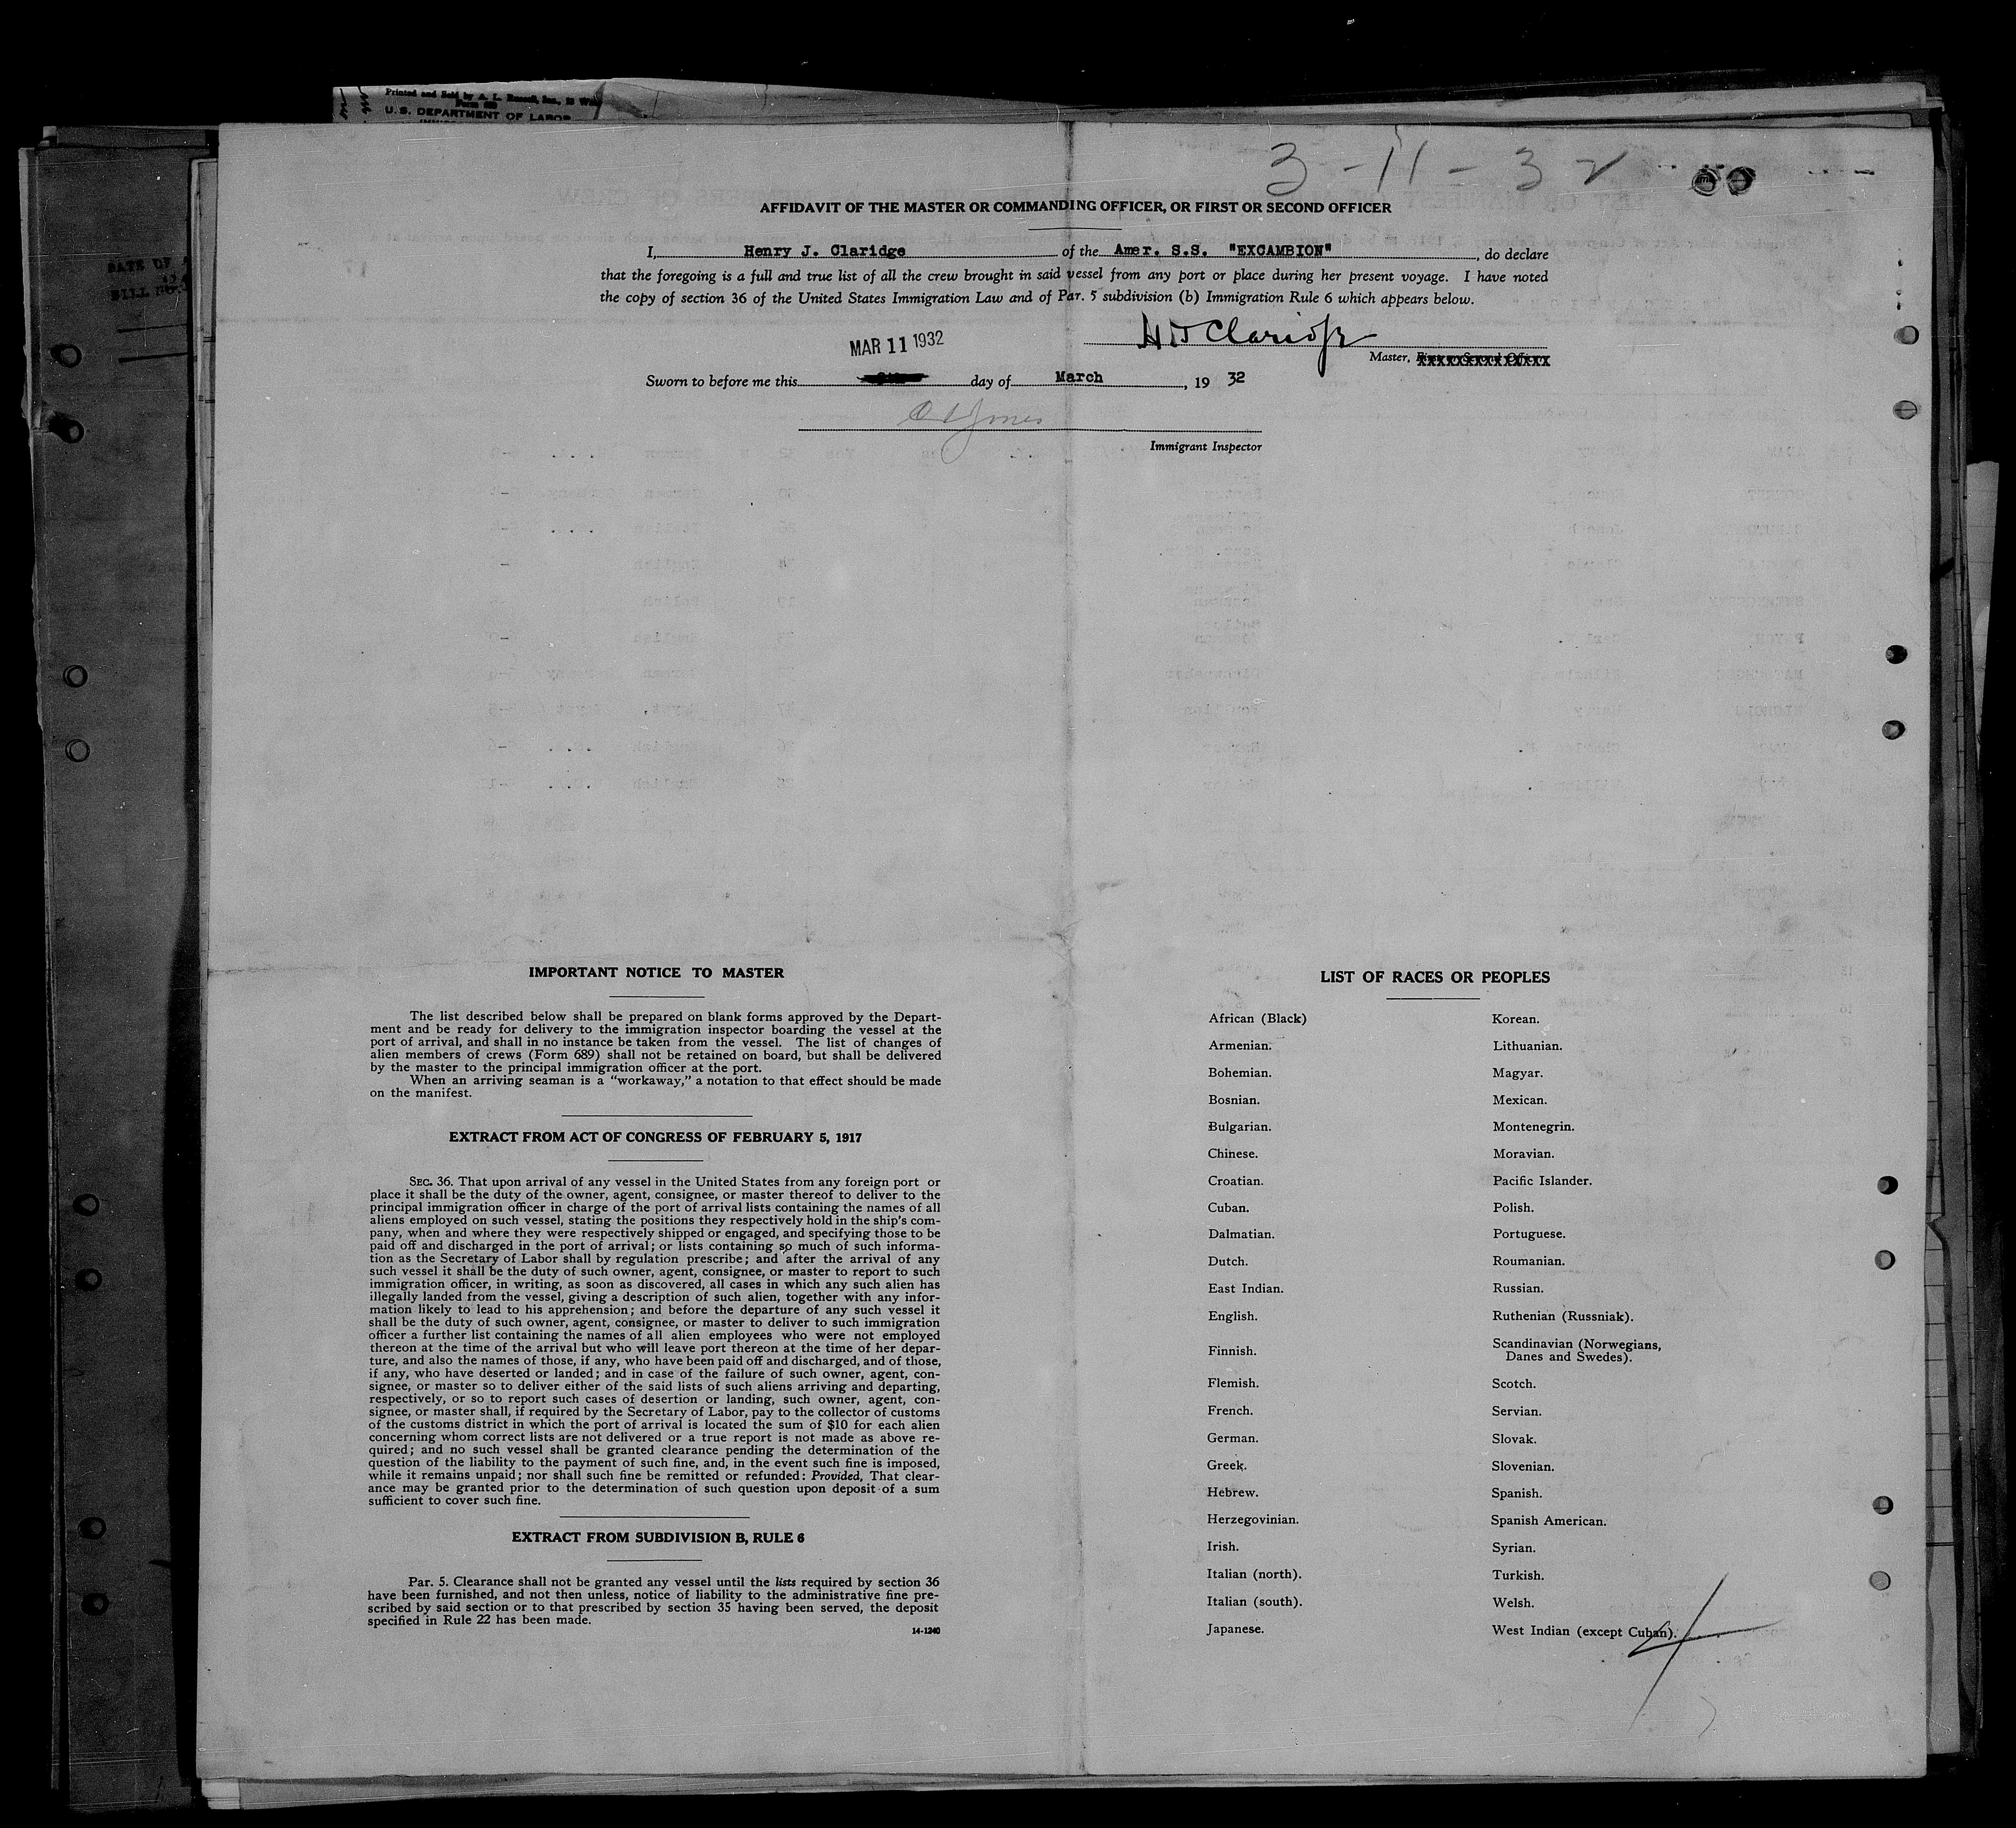 Printed and Sold by A. L.
U.S. DEPARTMENT OF LABOR
3-11-32
AFFIDAVIT OF THE MASTER OR COMMANDING OFFICER, OR FIRST OR SECOND OFFICER
I, Henry J. Claridge of the Amer. S.S. "EXCAMBION", do declare
that the foregoing is a full and true list of all the crew brought in said vessel from any port or place during her present voyage. I have noted
the copy of section 36 of the United States Immigration Law and of Par. 5 subdivision (b) Immigration Rule 6 which appears below.
H J Claridge
MAR 11 1932
Master, First or Second Officer
Sworn to before me this day of March, 19 32
Jones
Immigrant Inspector
IMPORTANT NOTICE TO MASTER
The list described below shall be prepared on blank forms approved by the Depart-
ment and be ready for delivery to the immigration inspector boarding the vessel at the
port of arrival, and shall in no instance be taken from the vessel. The list of changes of
alien members of crews (Form 689) shall not be retained on board, but shall be delivered
by the master to the principal immigration officer at the port.
When an arriving seaman is a "workaway," a notation to that effect should be made
on the manifest.
EXTRACT FROM ACT OF CONGRESS OF FEBRUARY 5, 1917
SEC. 36. That upon arrival of any vessel in the United States from any foreign port or
place it shall be the duty of the owner, agent, consignee, or master thereof to deliver to the
principal immigration officer in charge of the port of arrival lists containing the names of all
aliens employed on such vessel, stating the positions they respectively hold in the ship's com-
pany, when and where they were respectively shipped or engaged, and specifying those to be
paid off and discharged in the port of arrival; or lists containing so much of such informa-
tion as the Secretary of Labor shall by regulation prescribe; and after the arrival of any
such vessel it shall be the duty of such owner, agent, consignee, or master to report to such
immigration officer, in writing, as soon as discovered, all cases in which any such alien has
illegally landed from the vessel, giving a description of such alien, together with any infor-
mation likely to lead to his apprehension; and before the departure of any such vessel it
shall be the duty of such owner, agent, consignee, or master to deliver to such immigration
officer a further list containing the names of all alien employees who were not employed
thereon at the time of the arrival but who will leave port thereon at the time of her depar-
ture, and also the names of those, if any, who have been paid off and discharged, and of those,
if any, who have deserted or landed; and in case of the failure of such owner, agent, con-
signee, or master so to deliver either of the said lists of such aliens arriving and departing,
respectively, or so to report such cases of desertion or landing, such owner, agent, con-
signee, or master shall, if required by the Secretary of Labor, pay to the collector of customs
of the customs district in which the port of arrival is located the sum of $10 for each alien
concerning whom correct lists are not delivered or a true report is not made as above re-
quired; and no such vessel shall be granted clearance pending the determination of the
question of the liability to the payment of such fine, and, in the event such fine is imposed,
while it remains unpaid; nor shall such fine be remitted or refunded: Provided, That clear-
ance may be granted prior to the determination of such question upon deposit of a sum
sufficient to cover such fine.
EXTRACT FROM SUBDIVISION B, RULE 6
Par. 5. Clearance shall not be granted any vessel until the lists required by section 36
have been furnished, and not then unless, notice of liability to the administrative fine pre-
scribed by said section or to that prescribed by section 35 having been served, the deposit
specified in Rule 22 has been made.
14-1240
LIST OF RACES OR PEOPLES
African (Black)
Armenian.
Bohemian.
Bosnian.
Bulgarian.
Chinese.
Croatian.
Cuban.
Dalmatian.
Dutch.
East Indian.
English.
Finnish.
Flemish.
French.
German.
Greek.
Hebrew.
Herzegovinian.
Irish.
Italian (north).
Italian (south).
Japanese.
Korean.
Lithuanian.
Magyar.
Mexican.
Montenegrin.
Moravian.
Pacific Islander.
Polish.
Portuguese.
Roumanian.
Russian.
Ruthenian (Russniak).
Scandinavian (Norwegians,
Danes and Swedes).
Scotch.
Servian.
Slovak.
Slovenian.
Spanish.
Spanish American.
Syrian.
Turkish.
Welsh.
West Indian (except Cuban).